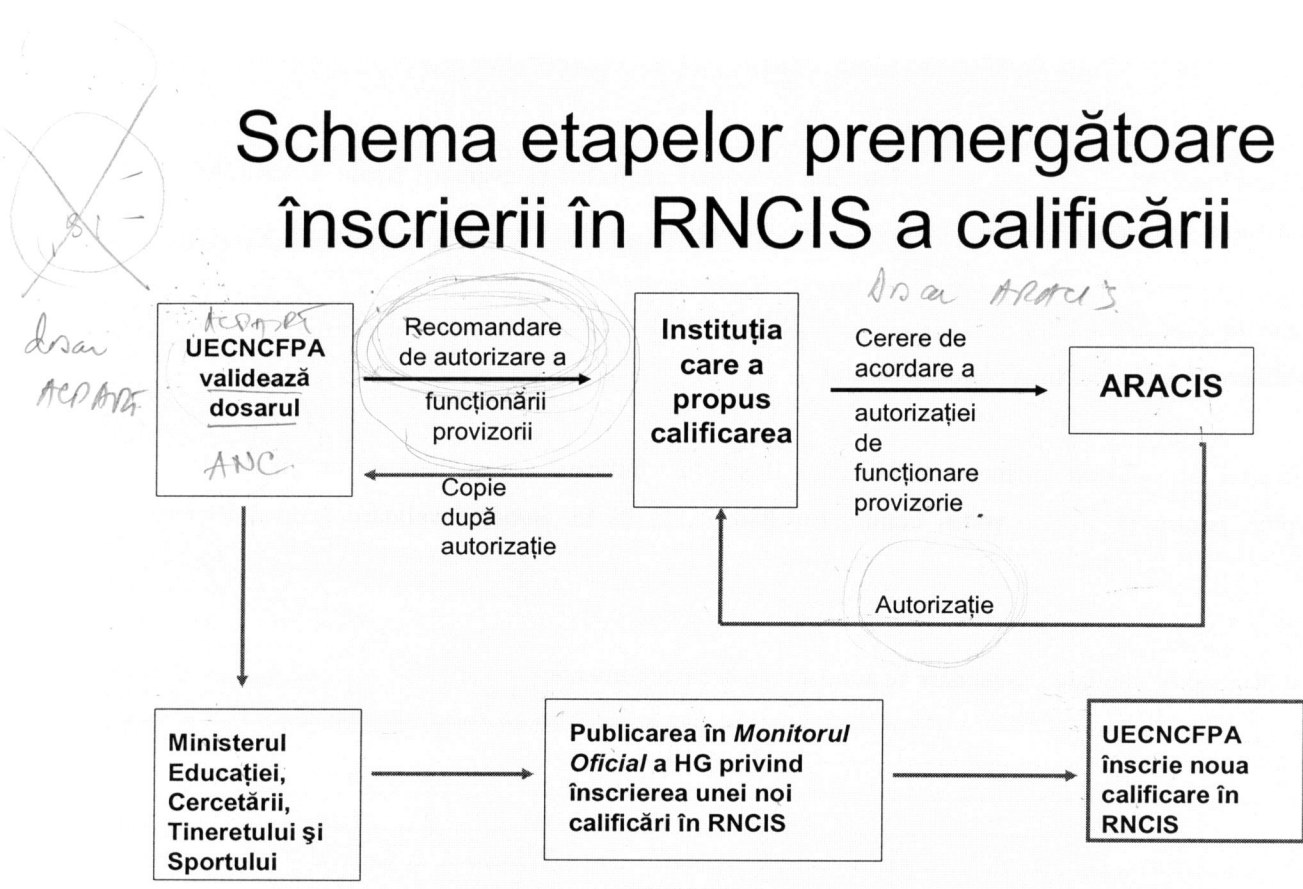 Schema etapelor premergătoare
înscrierii în RNCIS a calificării
Dosar ARACIS
dosar
ACPART
ACPART
UECNCFPA
validează
dosarul
ANC.
Recomandare
de autorizare a
funcționării
provizorii
Copie
după
autorizație
Instituția
care a
propus
calificarea
Cerere de
acordare a
autorizației
de
funcționare
provizorie
ARACIS
Autorizație
Ministerul
Educației,
Cercetării,
Tineretului şi
Sportului
Publicarea în Monitorul
Oficial a HG privind
înscrierea unei noi
calificări în RNCIS
UECNCFPA
înscrie noua
calificare în
RNCIS